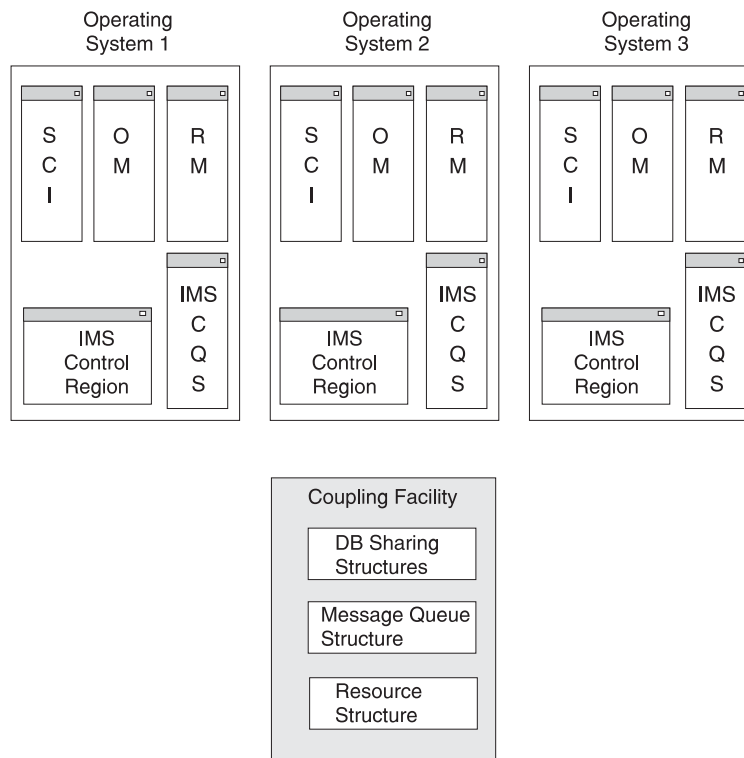 Operating
System 1
S
C
I
O
M
R
M
IMS
Control
Region
IMS
C
Q
S
Operating
System 2
S
C
I
O
M
R
M
IMS
Control
Region
IMS
C
Q
S
Operating
System 3
S
C
I
O
M
R
M
IMS
Control
Region
IMS
C
Q
S
Coupling Facility
DB Sharing
Structures
Message Queue
Structure
Resource
Structure